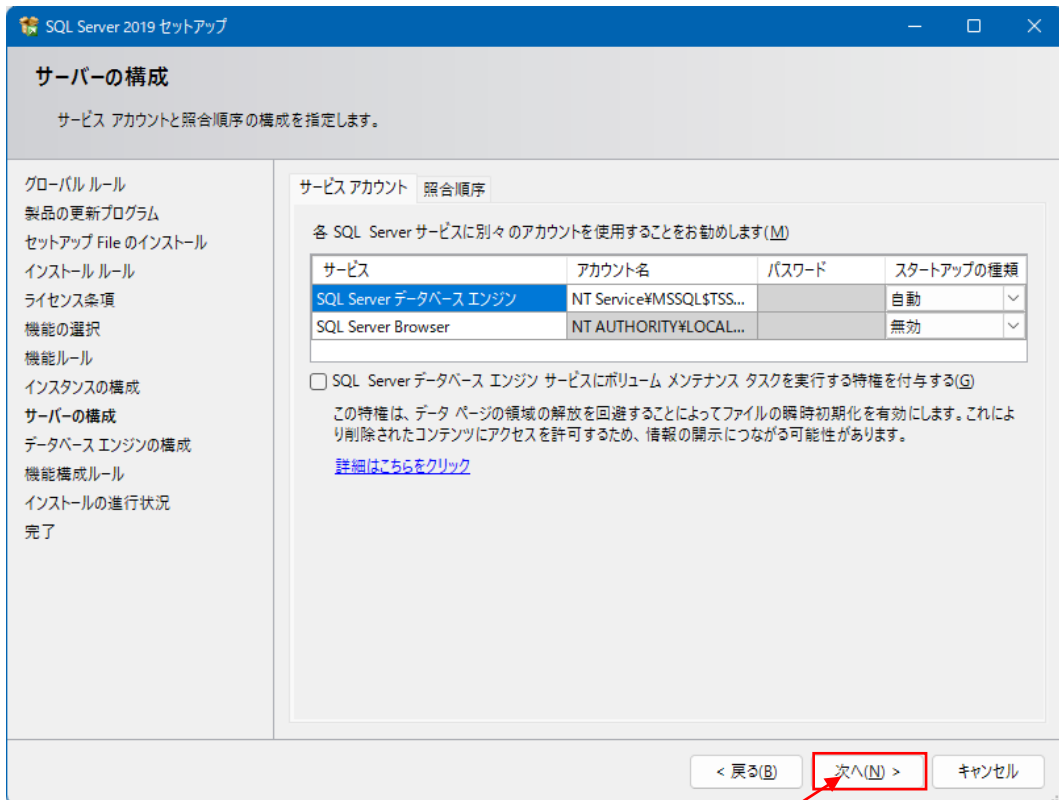 SQL Server 2019 セットアップ
サーバーの構成
サービス アカウントと照合順序の構成を指定します。
グローバル ルール
製品の更新プログラム
セットアップ File のインストール
インストール ルール
ライセンス条項
機能の選択
機能ルール
インスタンスの構成
サーバーの構成
データベース エンジンの構成
機能構成ルール
インストールの進行状況
完了
サービス アカウント 照合順序
各 SQL Server サービスに別々のアカウントを使用することをお勧めします(M)
サービス アカウント名 パスワード スタートアップの種類
SQL Server データベース エンジン NT Service¥MSSQL$TSS... 自動
SQL Server Browser NT AUTHORITY¥LOCAL... 無効
SQL Server データベース エンジン サービスにボリューム メンテナンス タスクを実行する特権を付与する(G)
この特権は、データ ページの領域の解放を回避することによってファイルの瞬時初期化を有効にします。これによ
り削除されたコンテンツにアクセスを許可するため、情報の開示につながる可能性があります。
詳細はこちらをクリック
< 戻る(B) 次へ(N) > キャンセル